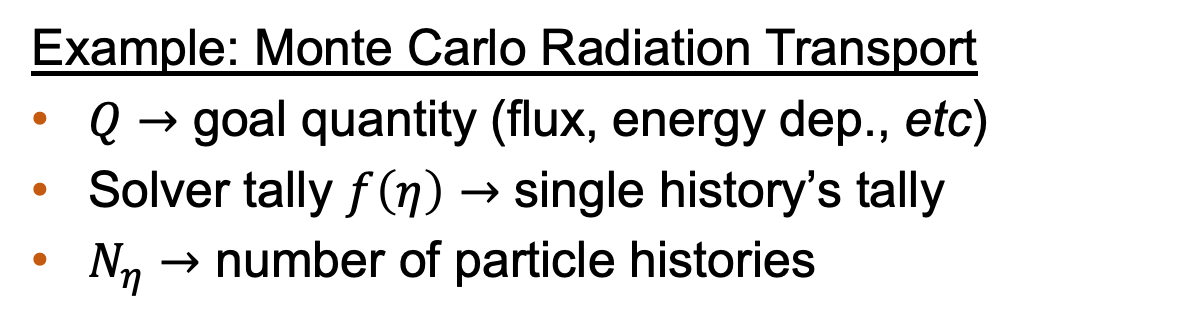 Example: Monte Carlo Radiation Transport
• Q → goal quantity (flux, energy dep., etc)
• Solver tally f(η) → single history's tally
• N_η → number of particle histories